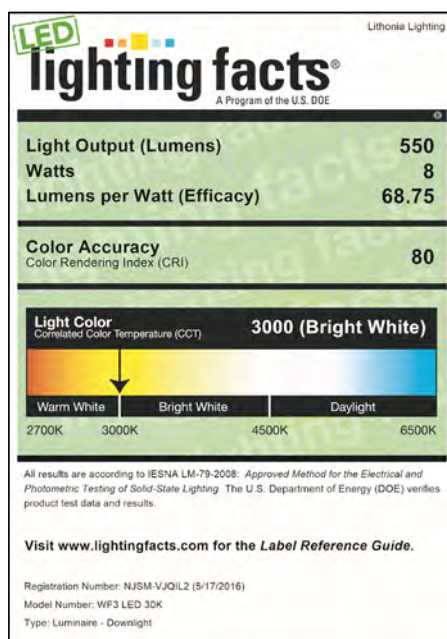 Lithonia Lighting
LED
lighting facts®
A Program of the U.S. DOE
Light Output (Lumens) 550
Watts 8
Lumens per Watt (Efficacy) 68.75
Color Accuracy
Color Rendering Index (CRI) 80
Light Color
Correlated Color Temperature (CCT) 3000 (Bright White)
Warm White Bright White Daylight
2700K 3000K 4500K 6500K
All results are according to IESNA LM-79-2008: Approved Method for the Electrical and
Photometric Testing of Solid-State Lighting. The U.S. Department of Energy (DOE) verifies
product test data and results.
Visit www.lightingfacts.com for the Label Reference Guide.
Registration Number: NJSM-VJQIL2 (5/17/2016)
Model Number: WF3 LED 30K
Type: Luminaire - Downlight